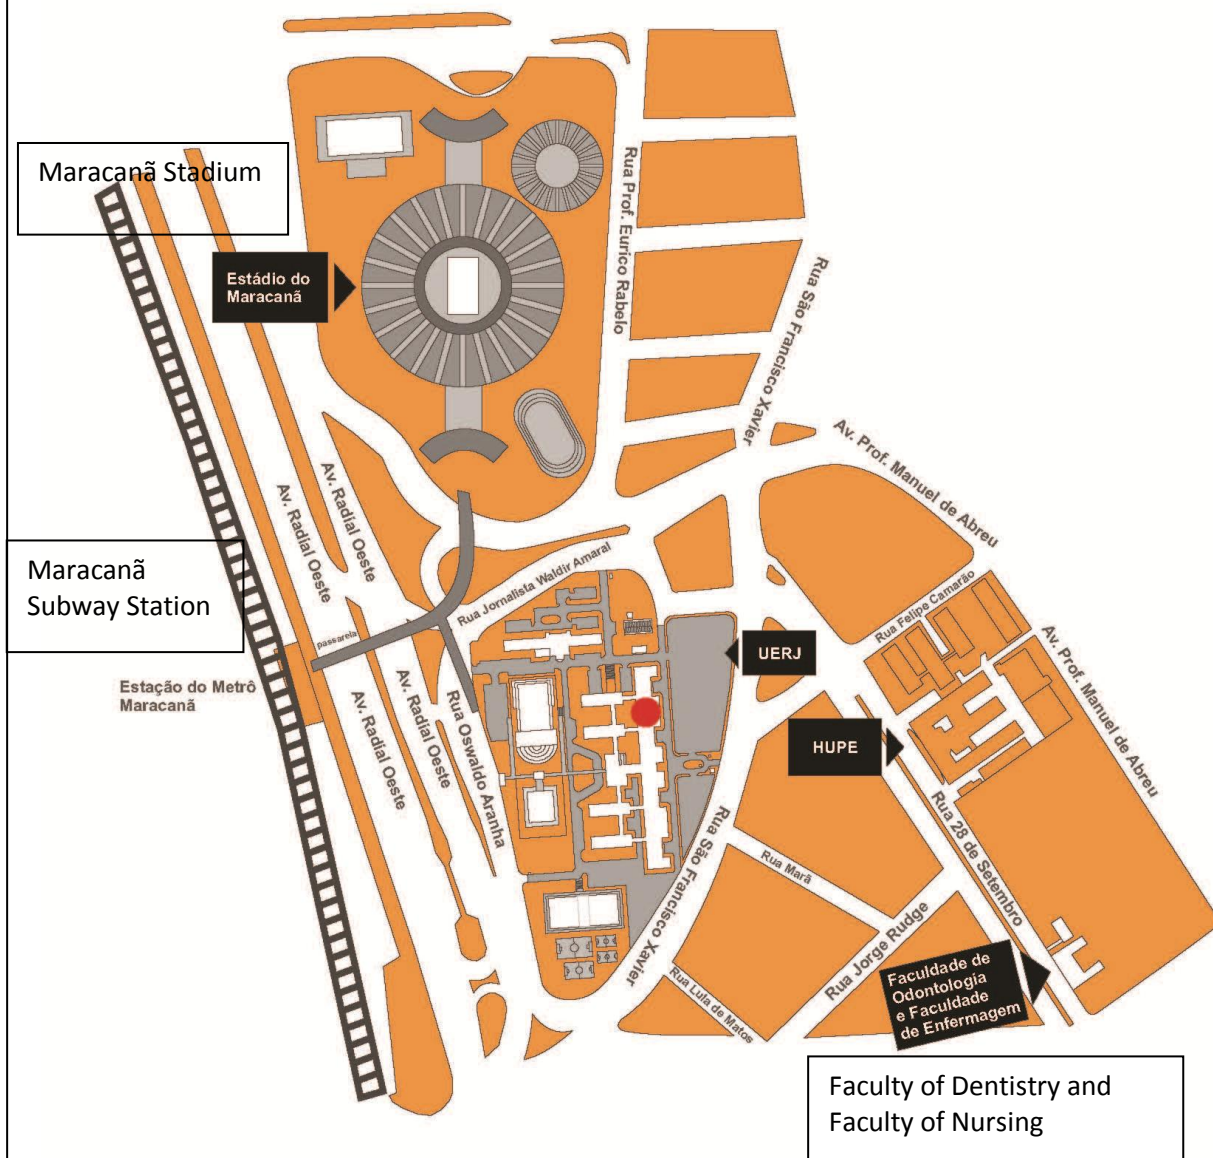 Maracanã Stadium
Estádio do
Maracanã
Rua Prof. Eurico Rabelo
Rua São Francisco Xavier
Av. Prof. Manuel de Abreu
Av. Radial Oeste
Av. Radial Oeste
Maracanã
Subway Station
Rua Jornalista Waldir Amaral
Rua Felipe Camarão
passarela
UERJ
Av. Prof. Manuel de Abreu
Estação do Metrô
Maracanã
Av. Radial Oeste
Av. Radial Oeste
Rua Oswaldo Aranha
HUPE
Rua 28 de Setembro
Rua São Francisco Xavier
Rua Marã
Rua Jorge Rudge
Rua Lula de Matos
Faculdade de
Odontologia
e Faculdade
de Enfermagem
Faculty of Dentistry and
Faculty of Nursing